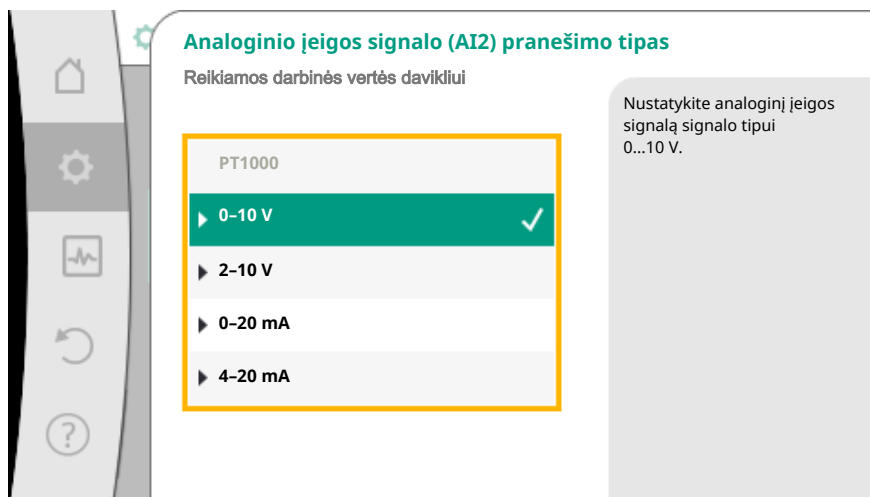 Analoginio įeigos signalo (AI2) pranešimo tipas
Reikiamos darbinės vertės davikliui
PT1000
0–10 V
2–10 V
0–20 mA
4–20 mA
Nustatykite analoginį įeigos
signalą signalo tipui
0...10 V.
?